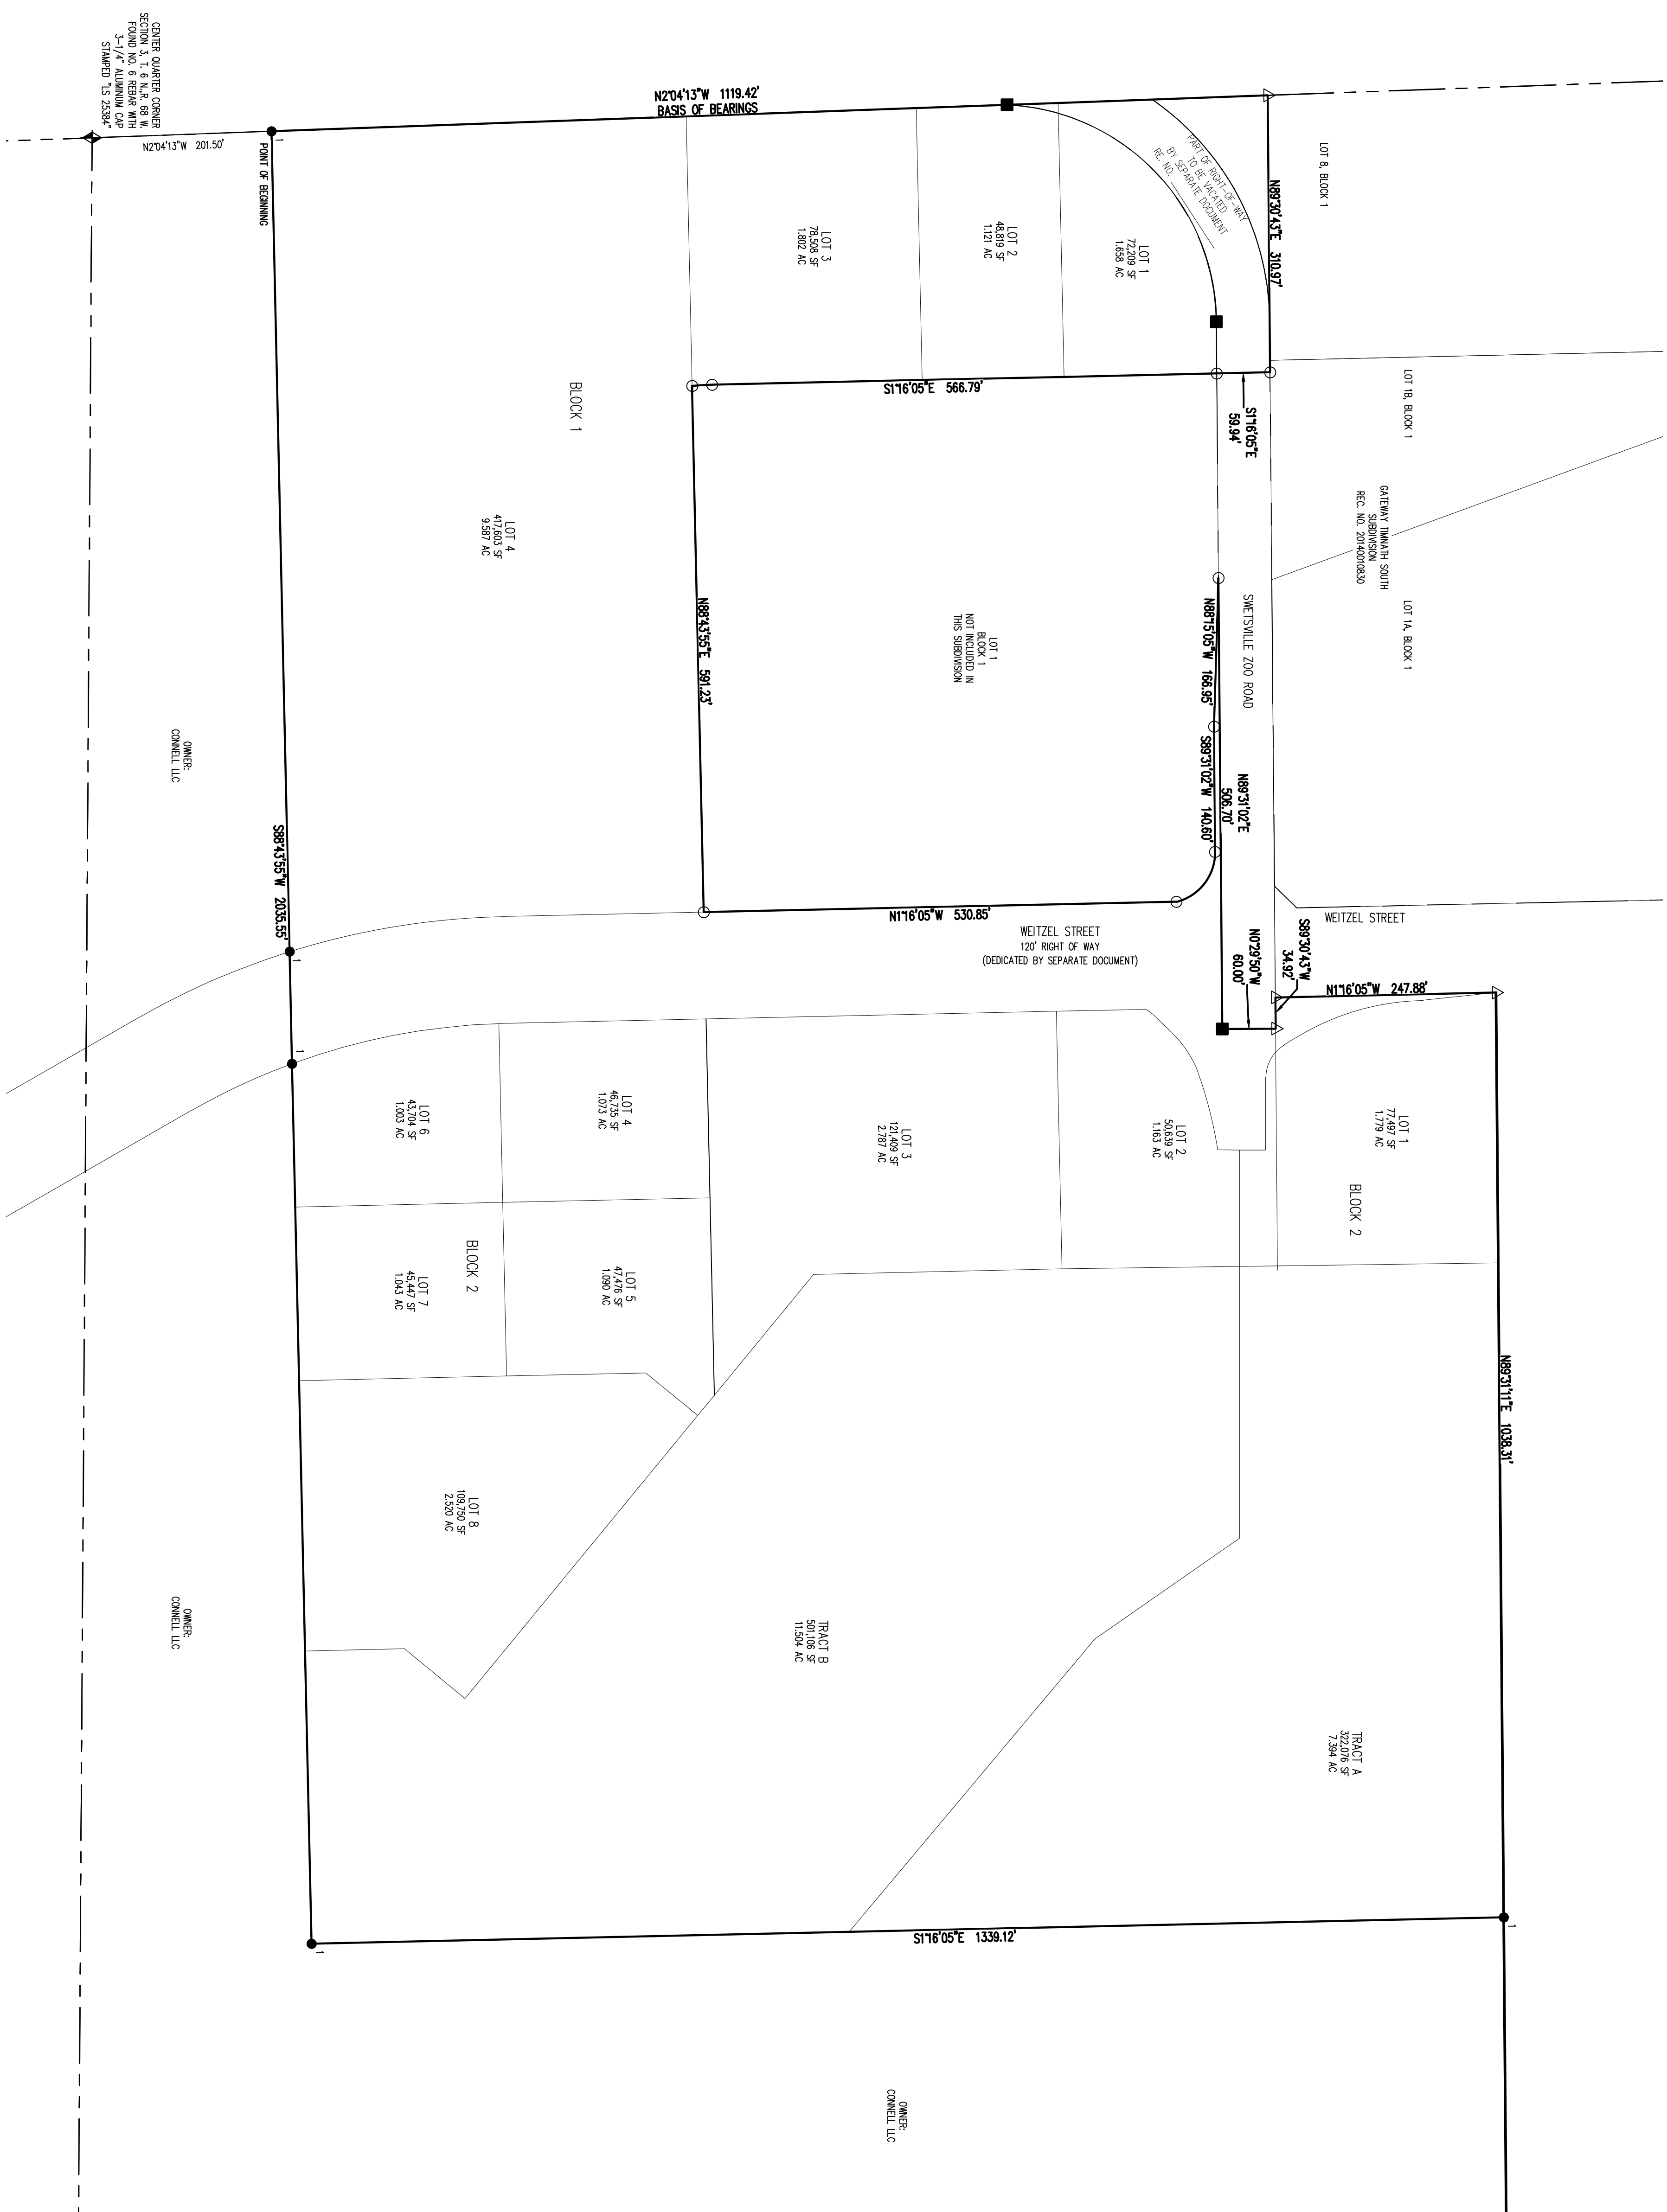 CENTER QUARTER CORNER
SECTION 3, T. 6 N.,R. 68 W.
FOUND NO. 6 REBAR WITH
3-1/4" ALUMINUM CAP
STAMPED "LS 25384"
N2°04'13"W 201.50'
1
POINT OF BEGINNING
N2°04'13"W 1119.42'
BASIS OF BEARINGS
LOT 8, BLOCK 1
N89°30'43"E 310.97'
PART OF RIGHT-OF-WAY
TO BE VACATED
BY SEPARATE DOCUMENT
RE. NO.
LOT 1
72,209 SF
1.658 AC
LOT 2
48,819 SF
1.121 AC
LOT 3
78,508 SF
1.802 AC
S1°16'05"E 566.79'
S1°16'05"E
59.94'
LOT 1B, BLOCK 1
GATEWAY TIMNATH SOUTH
SUBDIVISION
REC. NO. 20140010830
LOT 1A, BLOCK 1
BLOCK 1
LOT 4
417,603 SF
9.587 AC
N88°43'55"E 591.23'
LOT 1
BLOCK 1
NOT INCLUDED IN
THIS SUBDIVISION
SWETSVILLE ZOO ROAD
N88°15'05"W 166.95'
S89°31'02"W 140.60'
N89°31'02"E
506.70'
OWNER:
CONNELL LLC
S88°43'55"W 2035.55'
1
1
N1°16'05"W 530.85'
WEITZEL STREET
120' RIGHT OF WAY
(DEDICATED BY SEPARATE DOCUMENT)
WEITZEL STREET
S89°30'43"W
34.92'
N0°29'50"W
60.00'
N1°16'05"W 247.88'
LOT 1
77,497 SF
1.779 AC
BLOCK 2
LOT 2
50,639 SF
1.163 AC
LOT 3
121,409 SF
2.787 AC
LOT 4
46,735 SF
1.073 AC
LOT 6
43,704 SF
1.003 AC
BLOCK 2
LOT 5
47,476 SF
1.090 AC
LOT 7
45,447 SF
1.043 AC
LOT 8
109,750 SF
2.520 AC
N89°31'11"E 1038.31'
TRACT B
501,106 SF
11.504 AC
TRACT A
322,076 SF
7.394 AC
OWNER:
CONNELL LLC
S1°16'05"E 1339.12'
1
1
OWNER:
CONNELL LLC